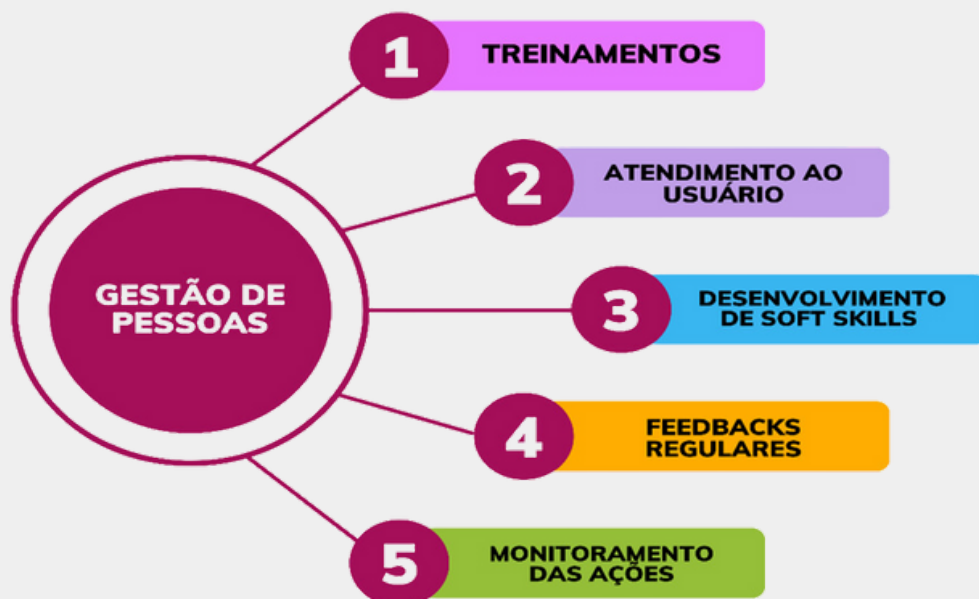 1
TREINAMENTOS
2
ATENDIMENTO AO
USUÁRIO
GESTÃO DE
PESSOAS
3
DESENVOLVIMENTO
DE SOFT SKILLS
4
FEEDBACKS
REGULARES
5
MONITORAMENTO
DAS AÇÕES